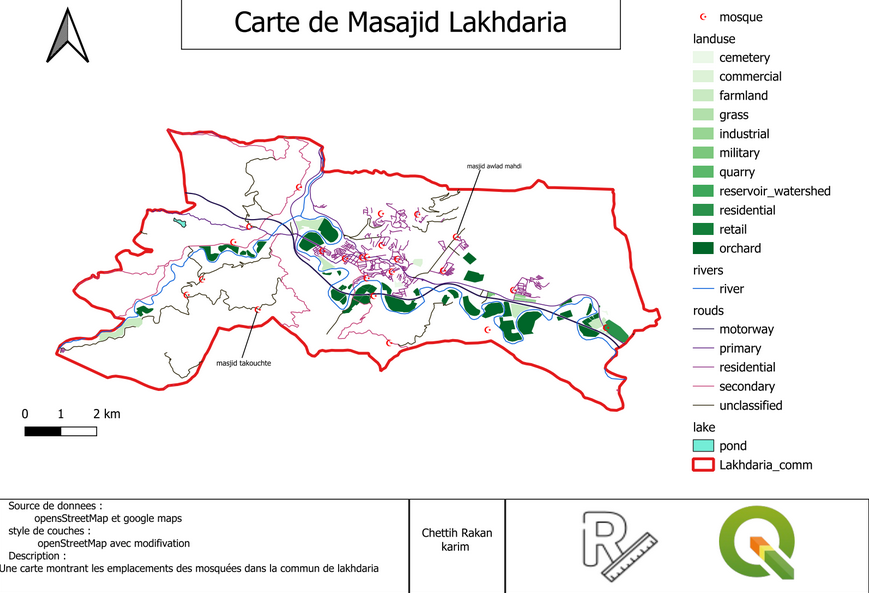 Carte de Masajid Lakhdaria
mosque
landuse
cemetery
commercial
farmland
grass
industrial
military
quarry
reservoir_watershed
residential
retail
orchard
rivers
river
rouds
motorway
primary
residential
secondary
unclassified
lake
pond
Lakhdaria_comm
masjid awlad mahdi
masjid takouchte
0 1 2 km
Source de donnees :
opensStreetMap et google maps
style de couches :
openStreetMap avec modifivation
Description :
Une carte montrant les emplacements des mosquées dans la commun de lakhdaria
Chettih Rakan
karim
R